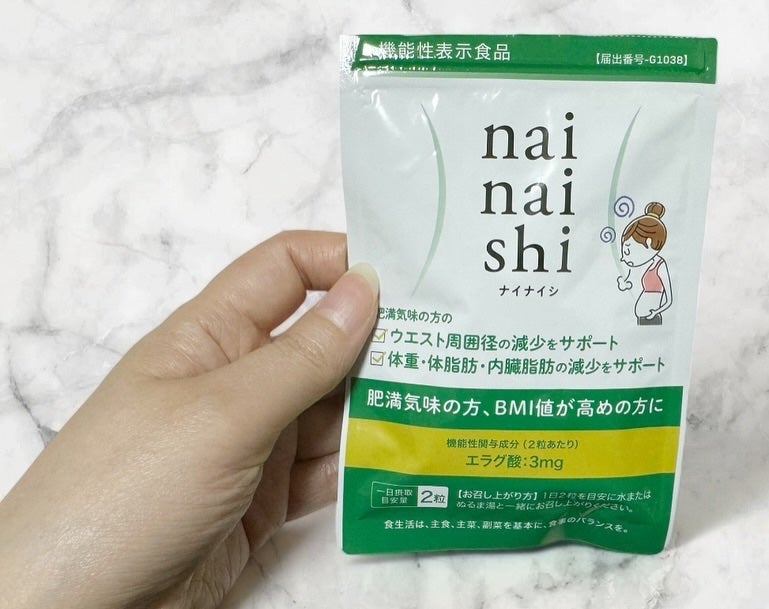 機能性表示食品
【届出番号-G1038】
nai
nai
shi
ナイナイシ
肥満気味の方の
ウエスト周囲径の減少をサポート
体重・体脂肪・内臓脂肪の減少をサポート
肥満気味の方、BMI値が高めの方に
機能性関与成分（2粒あたり）
エラグ酸：3mg
一日摂取
目安量
2粒
【お召し上がり方】1日2粒を目安に水または
ぬるま湯と一緒にお召し上がりください。
食生活は、主食、主菜、副菜を基本に、食事のバランスを。